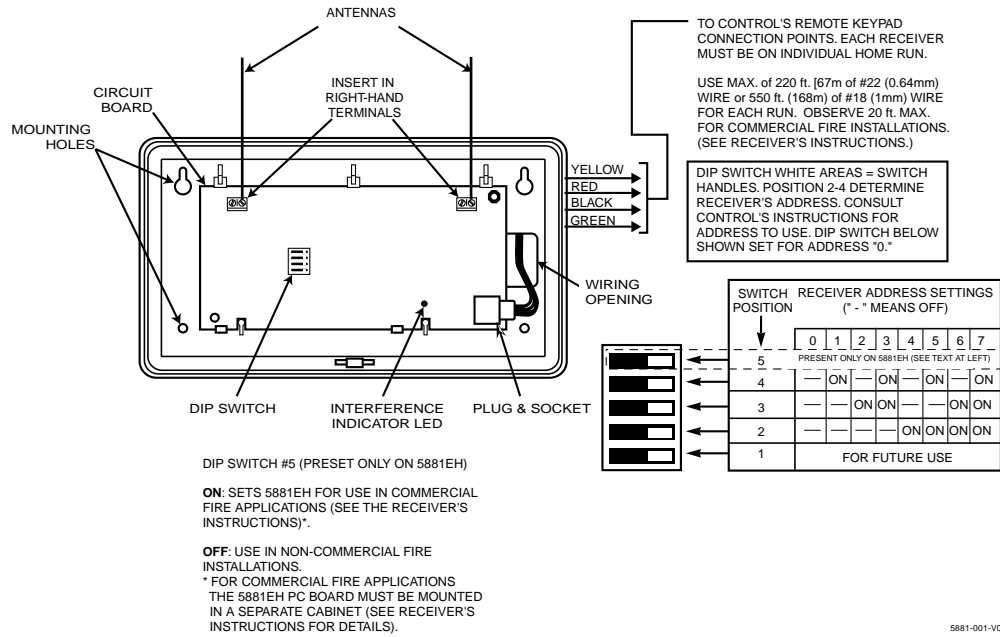 ANTENNAS
TO CONTROL'S REMOTE KEYPAD
CONNECTION POINTS. EACH RECEIVER
MUST BE ON INDIVIDUAL HOME RUN.
USE MAX. of 220 ft. [67m of #22 (0.64mm)
WIRE or 550 ft. (168m) of #18 (1mm) WIRE
FOR EACH RUN. OBSERVE 20 ft. MAX.
FOR COMMERCIAL FIRE INSTALLATIONS.
(SEE RECEIVER'S INSTRUCTIONS.)
CIRCUIT
BOARD
INSERT IN
RIGHT-HAND
TERMINALS
MOUNTING
HOLES
YELLOW
RED
BLACK
GREEN
DIP SWITCH WHITE AREAS = SWITCH
HANDLES. POSITION 2-4 DETERMINE
RECEIVER'S ADDRESS. CONSULT
CONTROL'S INSTRUCTIONS FOR
ADDRESS TO USE. DIP SWITCH BELOW
SHOWN SET FOR ADDRESS "0."
WIRING
OPENING
SWITCH
POSITION
RECEIVER ADDRESS SETTINGS
(" - " MEANS OFF)
0 1 2 3 4 5 6 7
5 PRESENT ONLY ON 5881EH (SEE TEXT AT LEFT)
4 — ON — ON — ON — ON
3 — — ON ON — — ON ON
2 — — — — ON ON ON ON
1 FOR FUTURE USE
DIP SWITCH
INTERFERENCE
INDICATOR LED
PLUG & SOCKET
DIP SWITCH #5 (PRESET ONLY ON 5881EH)
ON: SETS 5881EH FOR USE IN COMMERCIAL
FIRE APPLICATIONS (SEE THE RECEIVER'S
INSTRUCTIONS)*.
OFF: USE IN NON-COMMERCIAL FIRE
INSTALLATIONS.
* FOR COMMERCIAL FIRE APPLICATIONS
THE 5881EH PC BOARD MUST BE MOUNTED
IN A SEPARATE CABINET (SEE RECEIVER'S
INSTRUCTIONS FOR DETAILS).
5881-001-V0